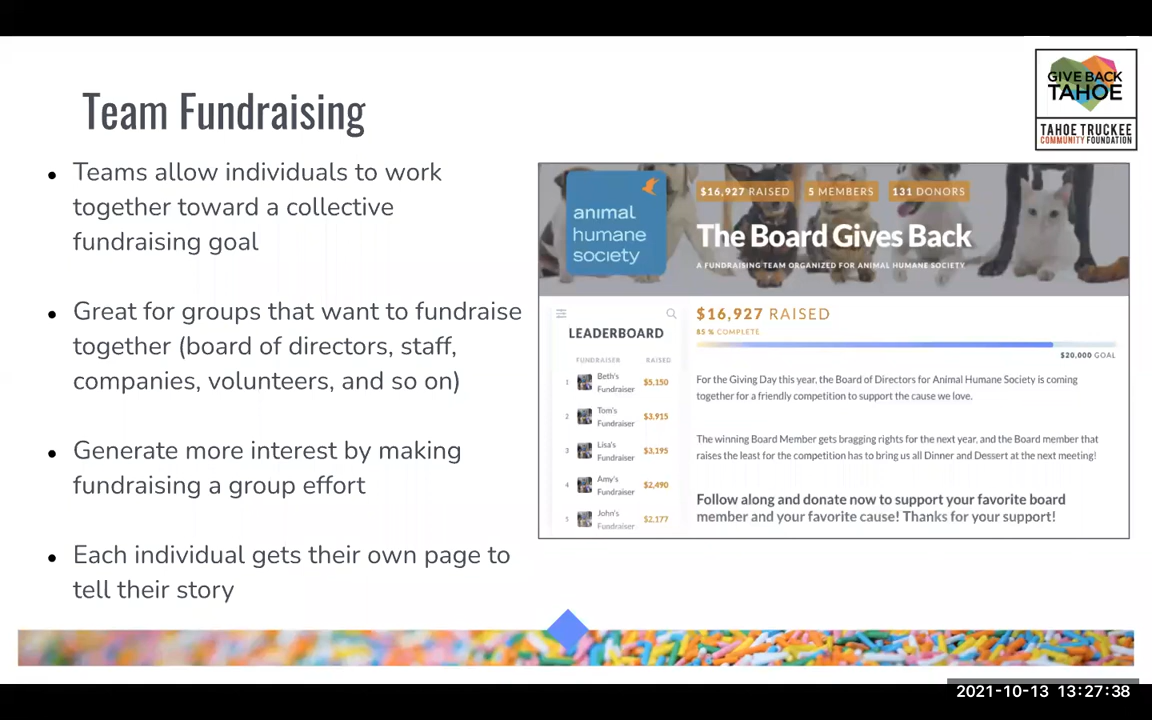 Team Fundraising
GIVE BACK
TAHOE
TAHOE TRUCKEE
COMMUNITY FOUNDATION
Teams allow individuals to work
together toward a collective
fundraising goal
Great for groups that want to fundraise
together (board of directors, staff,
companies, volunteers, and so on)
Generate more interest by making
fundraising a group effort
Each individual gets their own page to
tell their story
animal
humane
society
$16,927 RAISED
5 MEMBERS
131 DONORS
The Board Gives Back
A FUNDRAISING TEAM ORGANIZED FOR ANIMAL HUMANE SOCIETY
LEADERBOARD
FUNDRAISER RAISED
1 Beth's Fundraiser $5,150
2 Tom's Fundraiser $3,915
3 Lisa's Fundraiser $3,195
4 Amy's Fundraiser $2,490
5 John's Fundraiser $2,177
$16,927 RAISED
85 % COMPLETE
$20,000 GOAL
For the Giving Day this year, the Board of Directors for Animal Humane Society is coming
together for a friendly competition to support the cause we love.
The winning Board Member gets bragging rights for the next year, and the Board member that
raises the least for the competition has to bring us all Dinner and Dessert at the next meeting!
Follow along and donate now to support your favorite board
member and your favorite cause! Thanks for your support!
2021-10-13 13:27:38